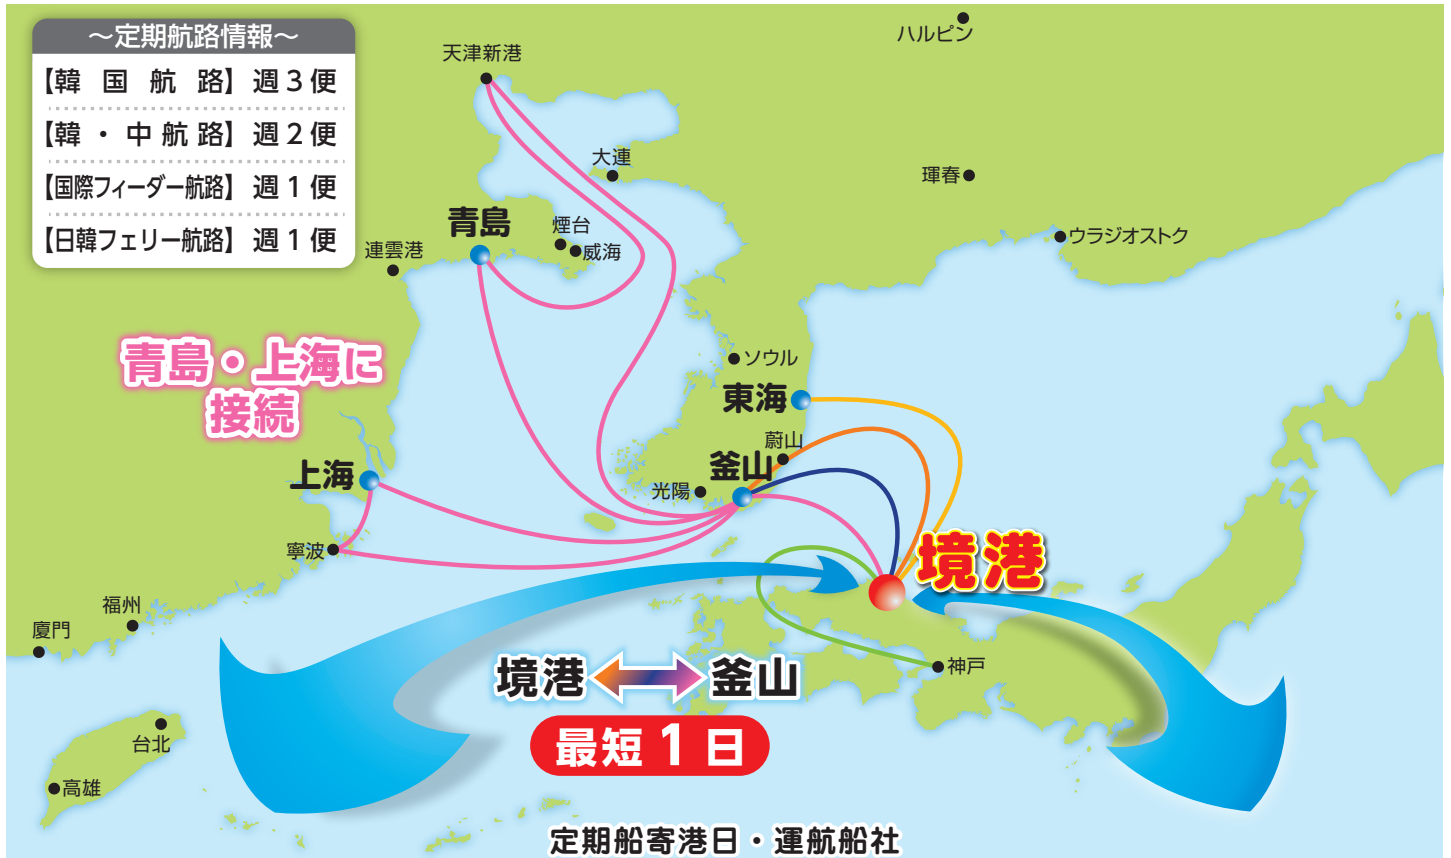 ～定期航路情報～
【韓国航路】 週3便
【韓・中航路】 週2便
【国際フィーダー航路】 週1便
【日韓フェリー航路】 週1便
ハルピン
天津新港
大連
琿春
青島
煙台
威海
連雲港
ウラジオストク
青島・上海に
接続
ソウル
東海
蔚山
釜山
上海
光陽
寧波
境港
福州
廈門
神戸
境港
釜山
最短1日
台北
高雄
定期船寄港日・運航船社